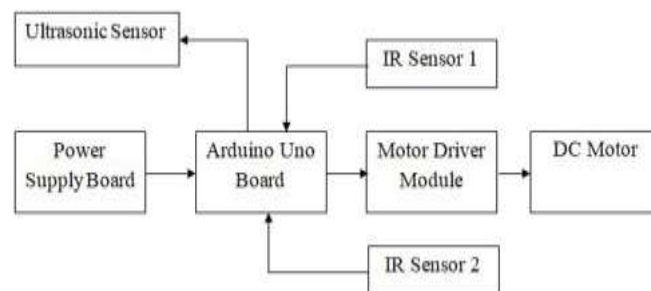 Ultrasonic Sensor
IR Sensor 1
Power
Supply Board
Arduino Uno
Board
Motor Driver
Module
DC Motor
IR Sensor 2